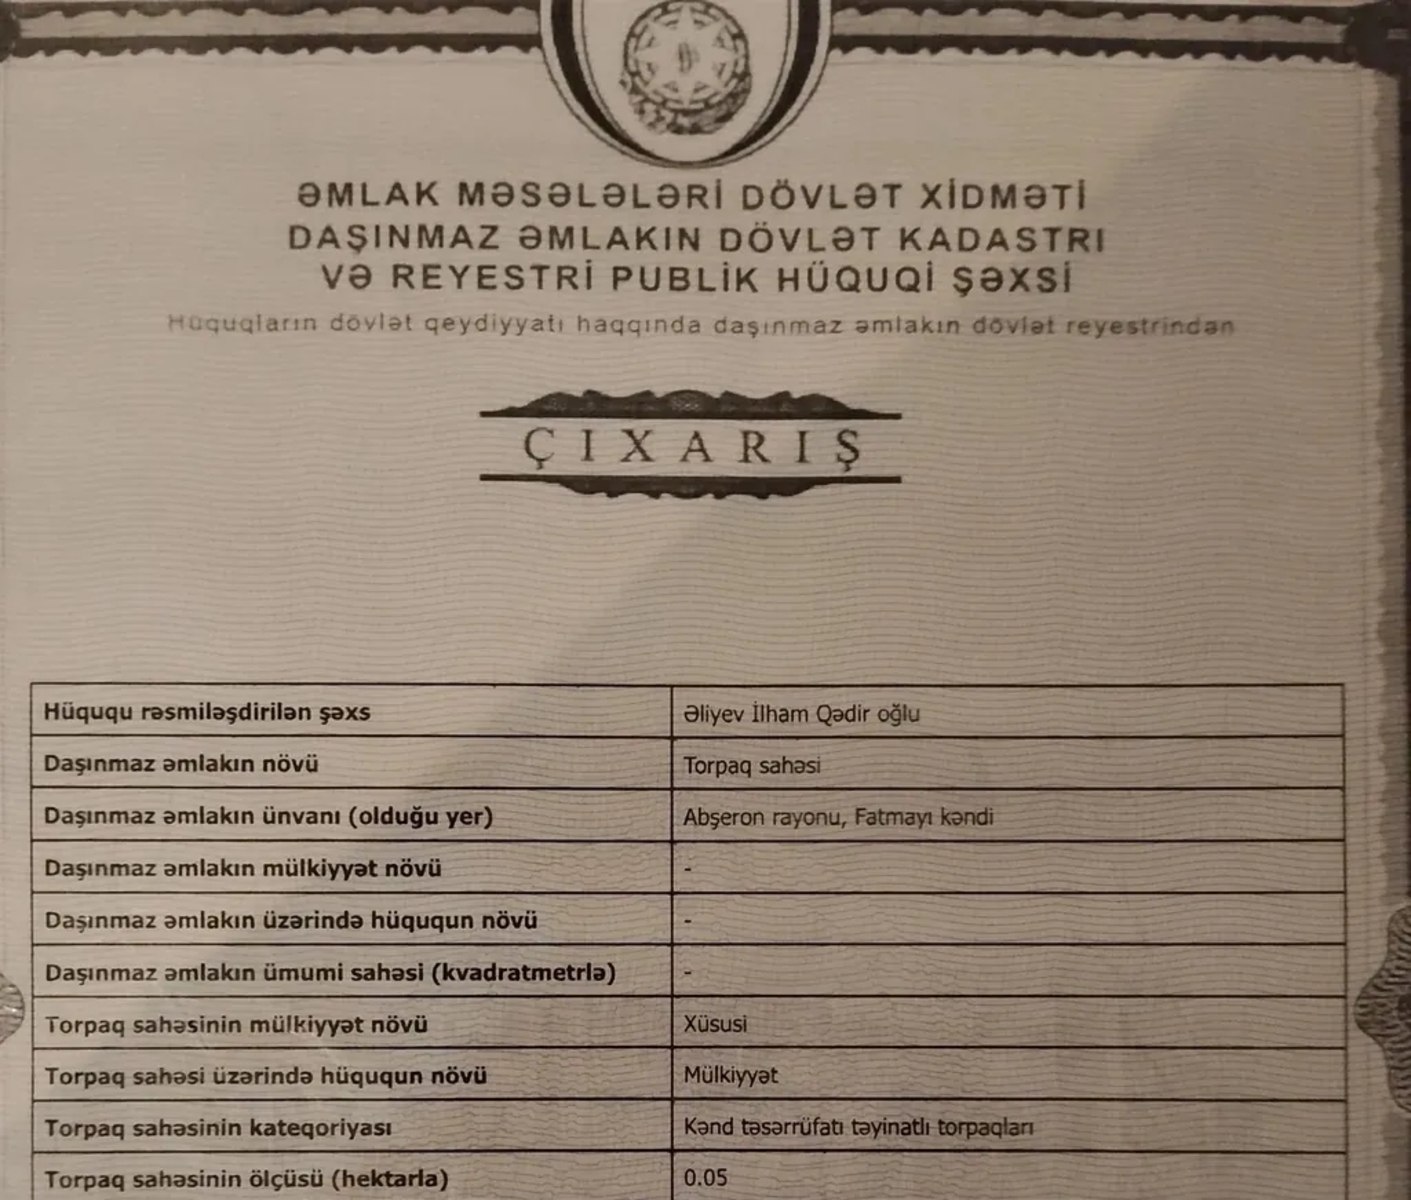 ƏMLAK MƏSƏLƏLƏRİ DÖVLƏT XİDMƏTİ
DAŞINMAZ ƏMLAKIN DÖVLƏT KADASTRI
VƏ REYESTRİ PUBLİK HÜQUQİ ŞƏXSİ
Hüquqların dövlət qeydiyyatı haqqında daşınmaz əmlakın dövlət reyestrindən
ÇIXARIŞ
Hüququ rəsmiləşdirilən şəxs Əliyev İlham Qədir oğlu
Daşınmaz əmlakın növü Torpaq sahəsi
Daşınmaz əmlakın ünvanı (olduğu yer) Abşeron rayonu, Fatmayı kəndi
Daşınmaz əmlakın mülkiyyət növü -
Daşınmaz əmlakın üzərində hüququn növü -
Daşınmaz əmlakın ümumi sahəsi (kvadratmetrlə) -
Torpaq sahəsinin mülkiyyət növü Xüsusi
Torpaq sahəsi üzərində hüququn növü Mülkiyyət
Torpaq sahəsinin kateqoriyası Kənd təsərrüfatı təyinatlı torpaqları
Torpaq sahəsinin ölçüsü (hektarla) 0.05